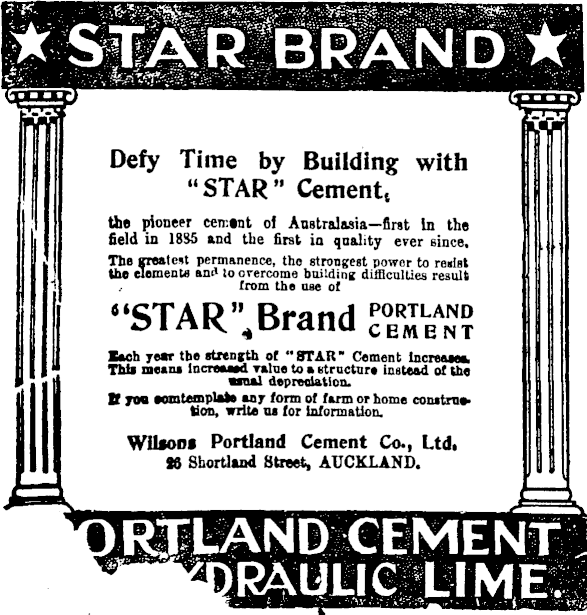 STAR BRAND
Defy Time by Building with
"STAR" Cement,
the pioneer cement of Australasia—first in the
field in 1885 and the first in quality ever since.
The greatest permanence, the strongest power to resist
the elements and to overcome building difficulties result
from the use of
"STAR" Brand PORTLAND
CEMENT
Each year the strength of "STAR" Cement increases.
This means increased value to a structure instead of the
usual depreciation.
If you contemplate any form of farm or home construc-
tion, write us for information.
Wilsons Portland Cement Co., Ltd.
26 Shortland Street, AUCKLAND.
ORTLAND CEMENT
DRAULIC LIME.